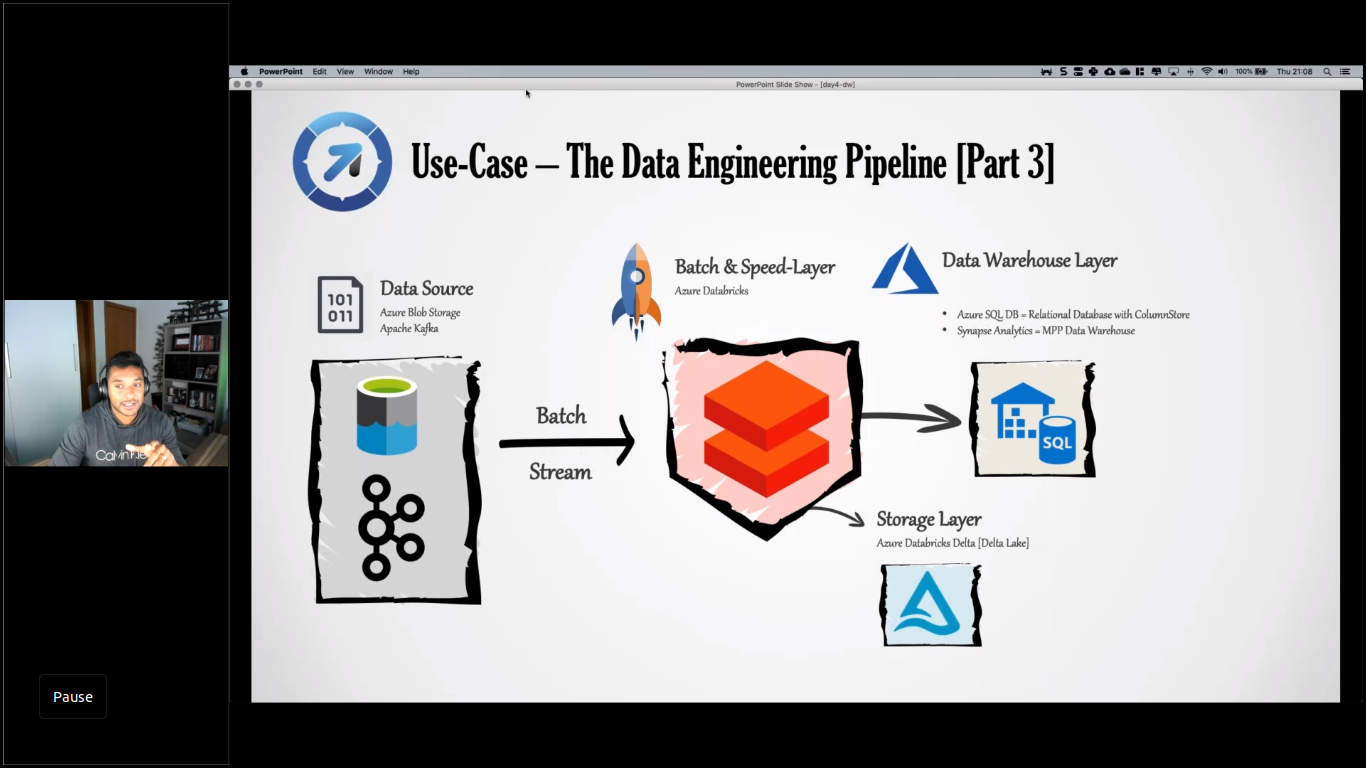 PowerPoint Edit View Window Help
100% Thu 21:08
PowerPoint Slide Show - [day4-dw]
Use-Case – The Data Engineering Pipeline [Part 3]
Data Source
Azure Blob Storage
Apache Kafka
101
011
Batch
Stream
Batch & Speed-Layer
Azure Databricks
Data Warehouse Layer
• Azure SQL DB = Relational Database with ColumnStore
• Synapse Analytics = MPP Data Warehouse
SQL
Storage Layer
Azure Databricks Delta [Delta Lake]
Pause